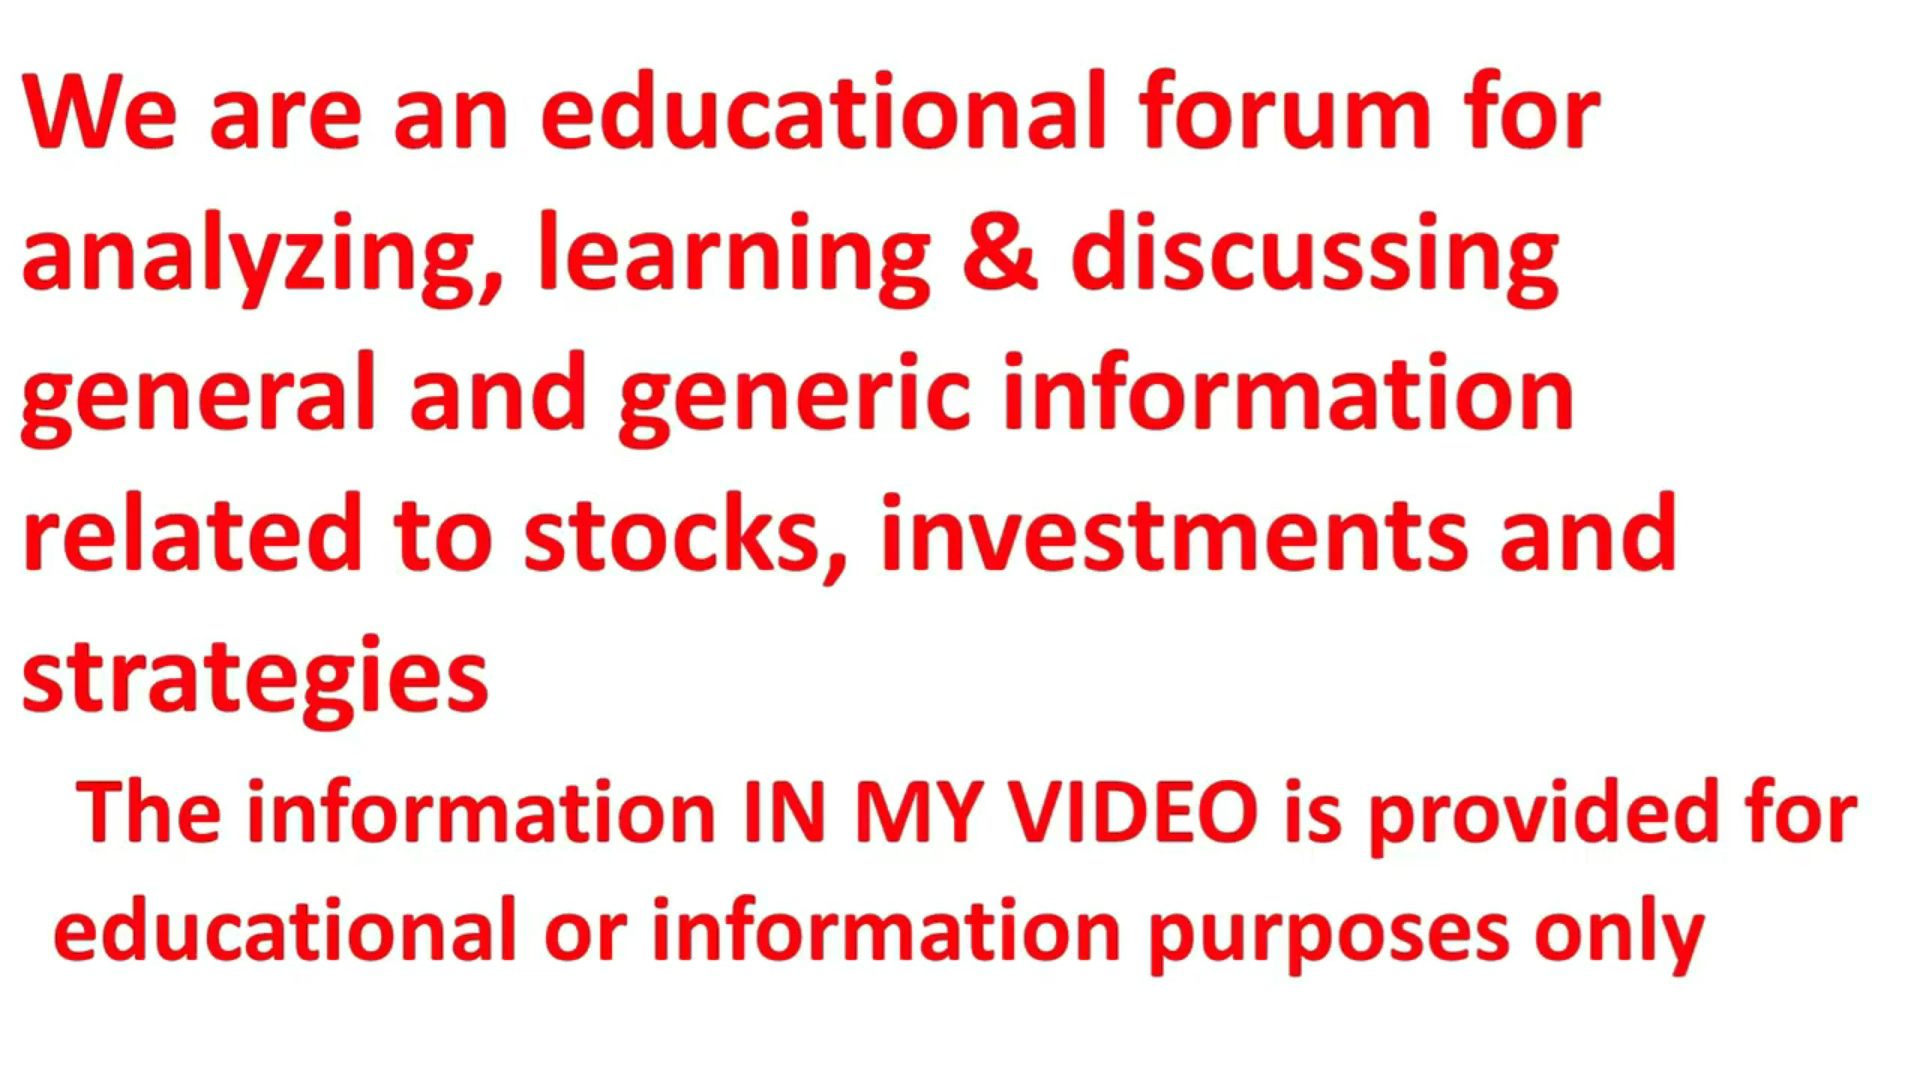 We are an educational forum for
analyzing, learning & discussing
general and generic information
related to stocks, investments and
strategies
The information IN MY VIDEO is provided for
educational or information purposes only